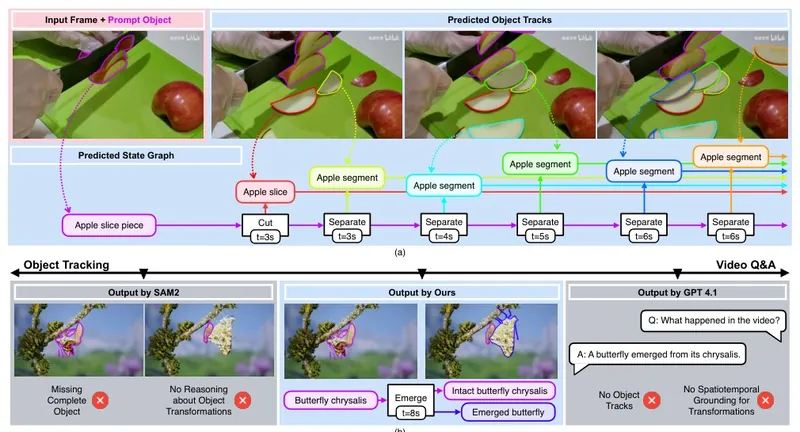 Input Frame + Prompt Object
Predicted Object Tracks
Predicted State Graph
Apple segment
Apple segment
Apple segment
Apple segment
Apple segment
Apple slice
Apple slice piece
Cut
t=3s
Separate
t=3s
Separate
t=4s
Separate
t=5s
Separate
t=6s
Separate
t=6s
(a)
Object Tracking
Video Q&A
Output by SAM2
Output by Ours
Output by GPT 4.1
Q: What happened in the video?
A: A butterfly emerged from its chrysalis.
Missing
Complete
Object
No Reasoning
about Object
Transformations
Butterfly chrysalis
Emerge
t=8s
Intact butterfly chrysalis
Emerged butterfly
No Object
Tracks
No Spatiotemporal
Grounding for
Transformations
(b)